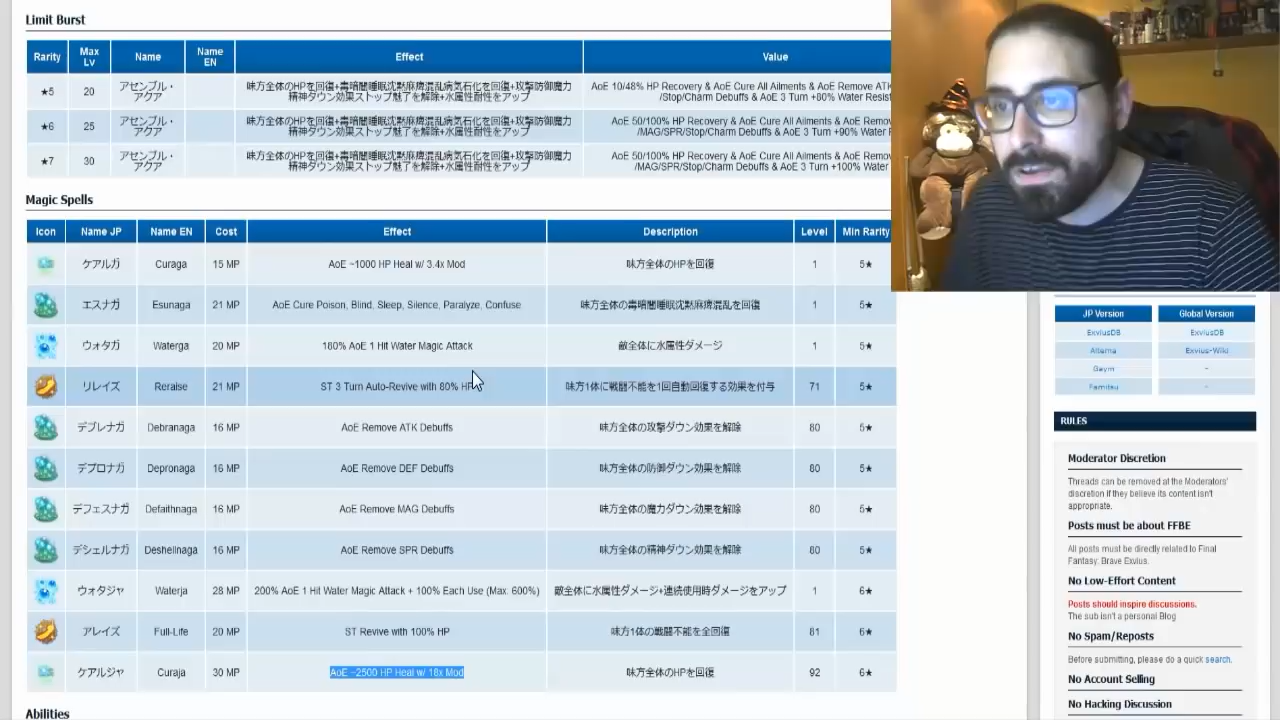 Limit Burst
Rarity Max Lv Name Name EN Effect Value
★5 20 アセンブル・アクア 味方全体のHPを回復+毒暗闇睡眠沈黙麻痺混乱病気石化を回復+攻撃防御魔力精神ダウン効果ストップ魅了を解除+水属性耐性をアップ AoE 10/48% HP Recovery & AoE Cure All Ailments & AoE Remove ATK /Stop/Charm Debuffs & AoE 3 Turn +80% Water Resist
★6 25 アセンブル・アクア 味方全体のHPを回復+毒暗闇睡眠沈黙麻痺混乱病気石化を回復+攻撃防御魔力精神ダウン効果ストップ魅了を解除+水属性耐性をアップ AoE 50/100% HP Recovery & AoE Cure All Ailments & AoE Remov /MAG/SPR/Stop/Charm Debuffs & AoE 3 Turn +90% Water
★7 30 アセンブル・アクア 味方全体のHPを回復+毒暗闇睡眠沈黙麻痺混乱病気石化を回復+攻撃防御魔力精神ダウン効果ストップ魅了を解除+水属性耐性をアップ AoE 50/100% HP Recovery & AoE Cure All Ailments & AoE Remov /MAG/SPR/Stop/Charm Debuffs & AoE 3 Turn +100% Water
Magic Spells
Icon Name JP Name EN Cost Effect Description Level Min Rarity
ケアルガ Curaga 15 MP AoE ~1000 HP Heal w/ 3.4x Mod 味方全体のHPを回復 1 5★
エスナガ Esunaga 21 MP AoE Cure Poison, Blind, Sleep, Silence, Paralyze, Confuse 味方全体の毒暗闇睡眠沈黙麻痺混乱を回復 1 5★
ウォタガ Waterga 20 MP 180% AoE 1 Hit Water Magic Attack 敵全体に水属性ダメージ 1 5★
リレイズ Reraise 21 MP ST 3 Turn Auto-Revive with 80% HP 味方1体に戦闘不能を1回自動回復する効果を付与 71 5★
デブレナガ Debranaga 16 MP AoE Remove ATK Debuffs 味方全体の攻撃ダウン効果を解除 80 5★
デプロナガ Depronaga 16 MP AoE Remove DEF Debuffs 味方全体の防御ダウン効果を解除 80 5★
デフェスナガ Defaithnaga 16 MP AoE Remove MAG Debuffs 味方全体の魔力ダウン効果を解除 80 5★
デシェルナガ Deshellnaga 16 MP AoE Remove SPR Debuffs 味方全体の精神ダウン効果を解除 80 5★
ウォタジャ Waterja 28 MP 200% AoE 1 Hit Water Magic Attack + 100% Each Use (Max. 600%) 敵全体に水属性ダメージ+連続使用時ダメージをアップ 1 6★
アレイズ Full-Life 20 MP ST Revive with 100% HP 味方1体の戦闘不能を全回復 81 6★
ケアルジャ Curaja 30 MP AoE ~2500 HP Heal w/ 18x Mod 味方全体のHPを回復 92 6★
Abilities
JP Version Global Version
ExviusDB ExviusDB
Altema Exvius-Wiki
Gaym -
Famitsu -
RULES
Moderator Discretion
Threads can be removed at the Moderators'
discretion if they believe its content isn't
appropriate.
Posts must be about FFBE
All posts must be directly related to Final
Fantasy: Brave Exvius.
No Low-Effort Content
Posts should inspire discussions.
The sub isn't a personal Blog
No Spam/Reposts
Before submitting, please do a quick search.
No Account Selling
No Hacking Discussion